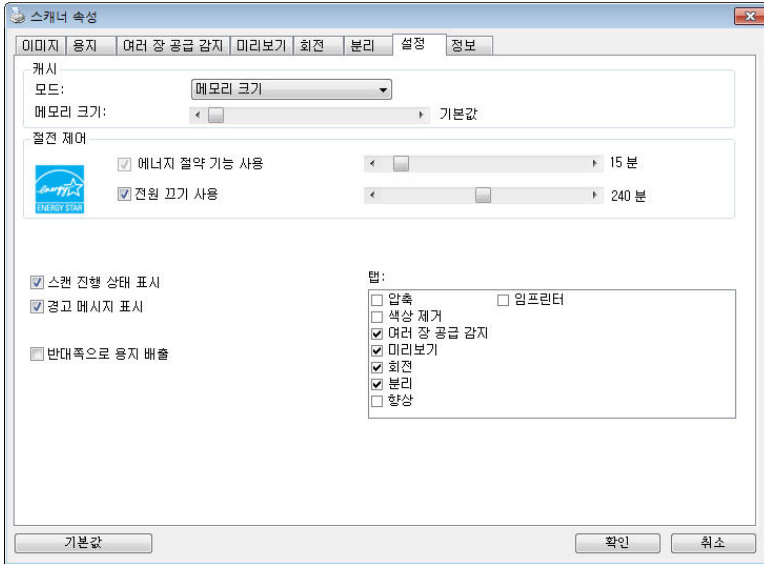 스캐너 속성
이미지 용지 여러 장 공급 감지 미리보기 회전 분리 설정 정보
캐시
모드: 메모리 크기
메모리 크기: 기본값
절전 제어
에너지 절약 기능 사용 15 분
전원 끄기 사용 240 분
energy
ENERGY STAR
스캔 진행 상태 표시
경고 메시지 표시
반대쪽으로 용지 배출
탭:
압축 임프린터
색상 제거
여러 장 공급 감지
미리보기
회전
분리
향상
기본값 확인 취소